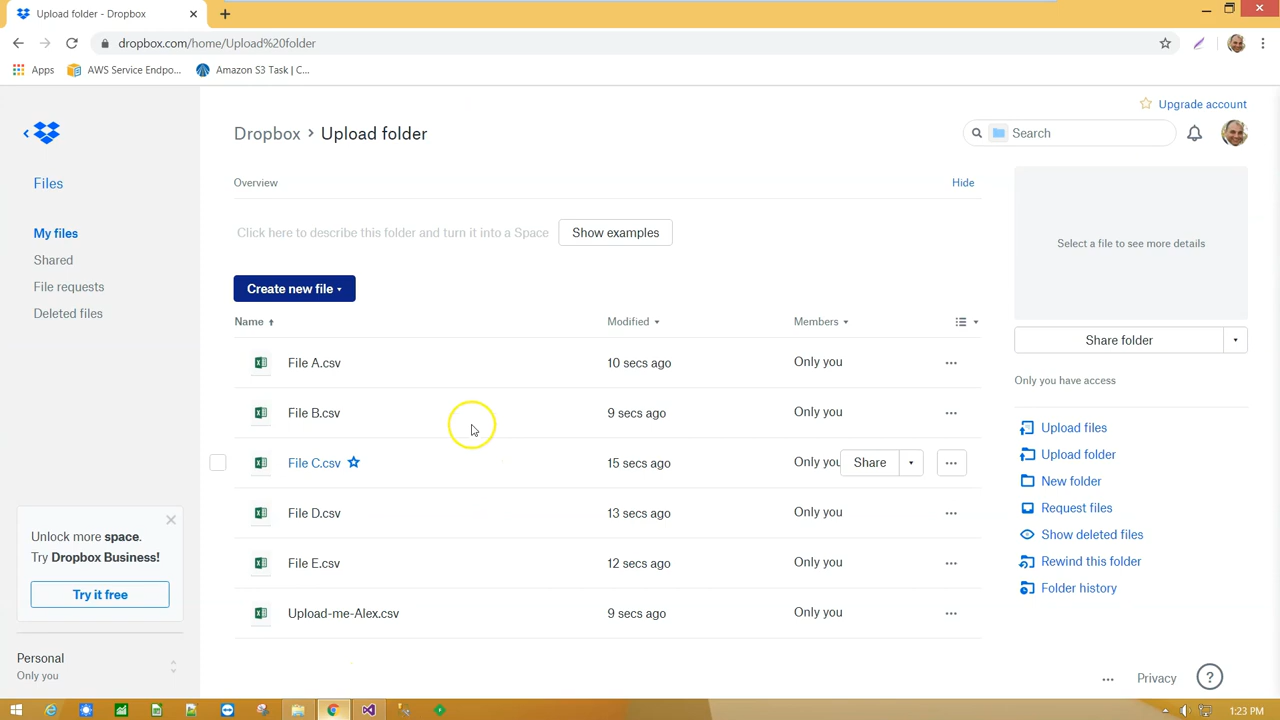 Upload folder - Dropbox
dropbox.com/home/Upload%20folder
Apps AWS Service Endpo... Amazon S3 Task | C...
Upgrade account
Dropbox › Upload folder
Search
Files
Overview Hide
My files
Shared
File requests
Deleted files
Click here to describe this folder and turn it into a Space Show examples
Select a file to see more details
Create new file
Name Modified Members
Share folder
File A.csv 10 secs ago Only you
Only you have access
File B.csv 9 secs ago Only you
File C.csv 15 secs ago Only you Share
File D.csv 13 secs ago Only you
File E.csv 12 secs ago Only you
Upload-me-Alex.csv 9 secs ago Only you
Upload files
Upload folder
New folder
Request files
Show deleted files
Rewind this folder
Folder history
Unlock more space.
Try Dropbox Business!
Try it free
Personal
Only you
Privacy ?
1:23 PM